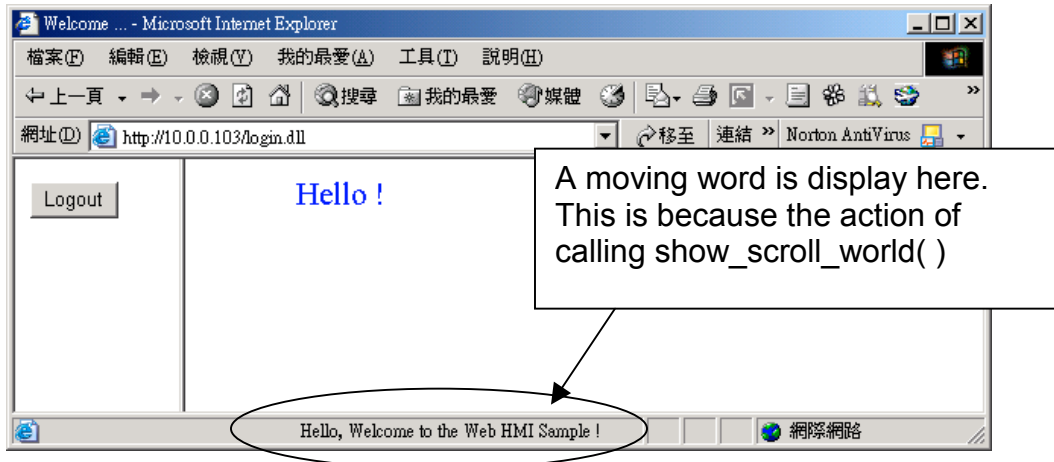 Welcome ... - Microsoft Internet Explorer
檔案(F) 編輯(E) 檢視(V) 我的最愛(A) 工具(T) 說明(H)
上一頁 搜尋 我的最愛 媒體 »
網址(D) http://10.0.0.103/login.dll 移至 連結 » Norton AntiVirus
Logout
Hello !
A moving word is display here.
This is because the action of
calling show_scroll_world( )
Hello, Welcome to the Web HMI Sample !
網際網路